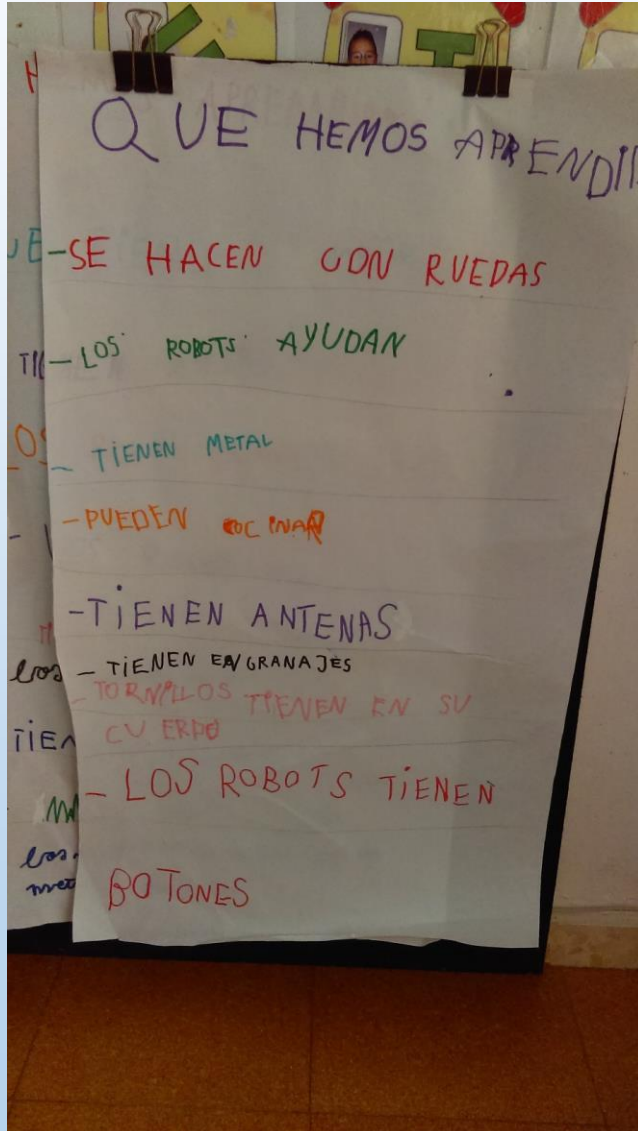 QUE HEMOS APRENDI
-SE HACEN CON RUEDAS
- LOS ROBOTS AYUDAN
- TIENEN METAL
-PUEDEN COCINAR
-TIENEN ANTENAS
- TIENEN ENGRANAJES
- TORNILLOS TIENEN EN SU
CUERPO
- LOS ROBOTS TIENEN
BOTONES